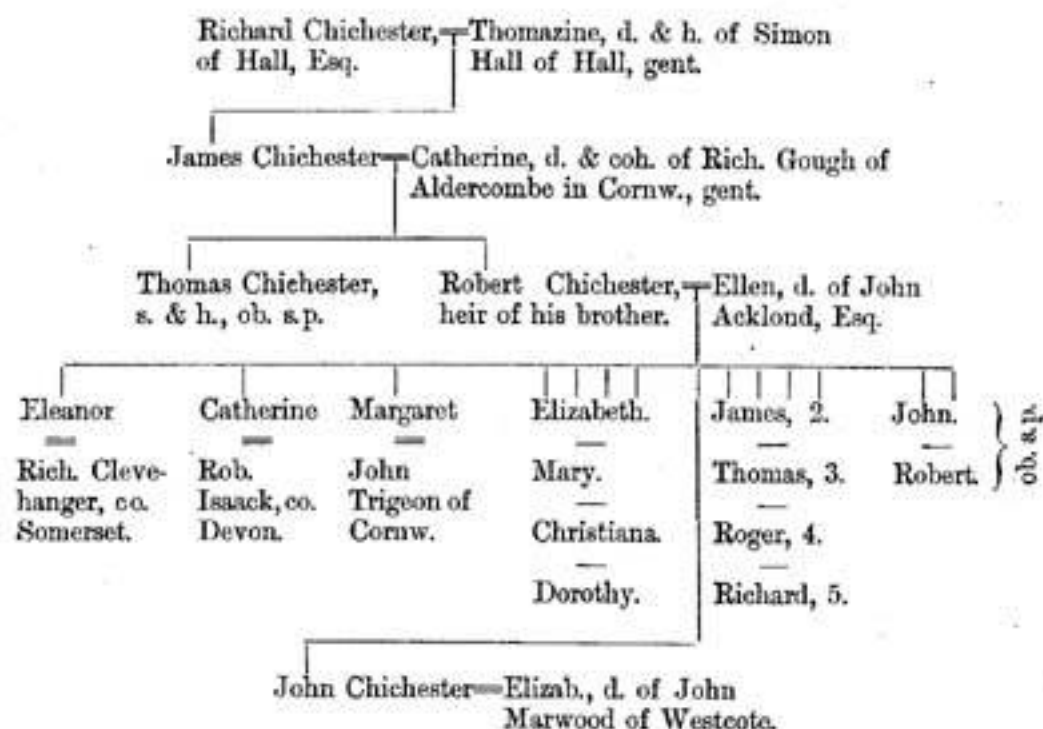 Richard Chichester, Thomazine, d. & h. of Simon
of Hall, Esq. Hall of Hall, gent.
James Chichester Catherine, d. & coh. of Rich. Gough of
Aldercombe in Cornw., gent.
Thomas Chichester,
s. & h., ob. s.p.
Robert Chichester,
heir of his brother.
Ellen, d. of John
Acklond, Esq.
Eleanor
Rich. Cleve-
hanger, co.
Somerset.
Catherine
Rob.
Isaack, co.
Devon.
Margaret
John
Trigeon of
Cornw.
Elizabeth.
Mary.
Christiana.
Dorothy.
James, 2.
Thomas, 3.
Roger, 4.
Richard, 5.
John.
Robert.
ob. s.p.
John Chichester Elizab., d. of John
Marwood of Westcote.